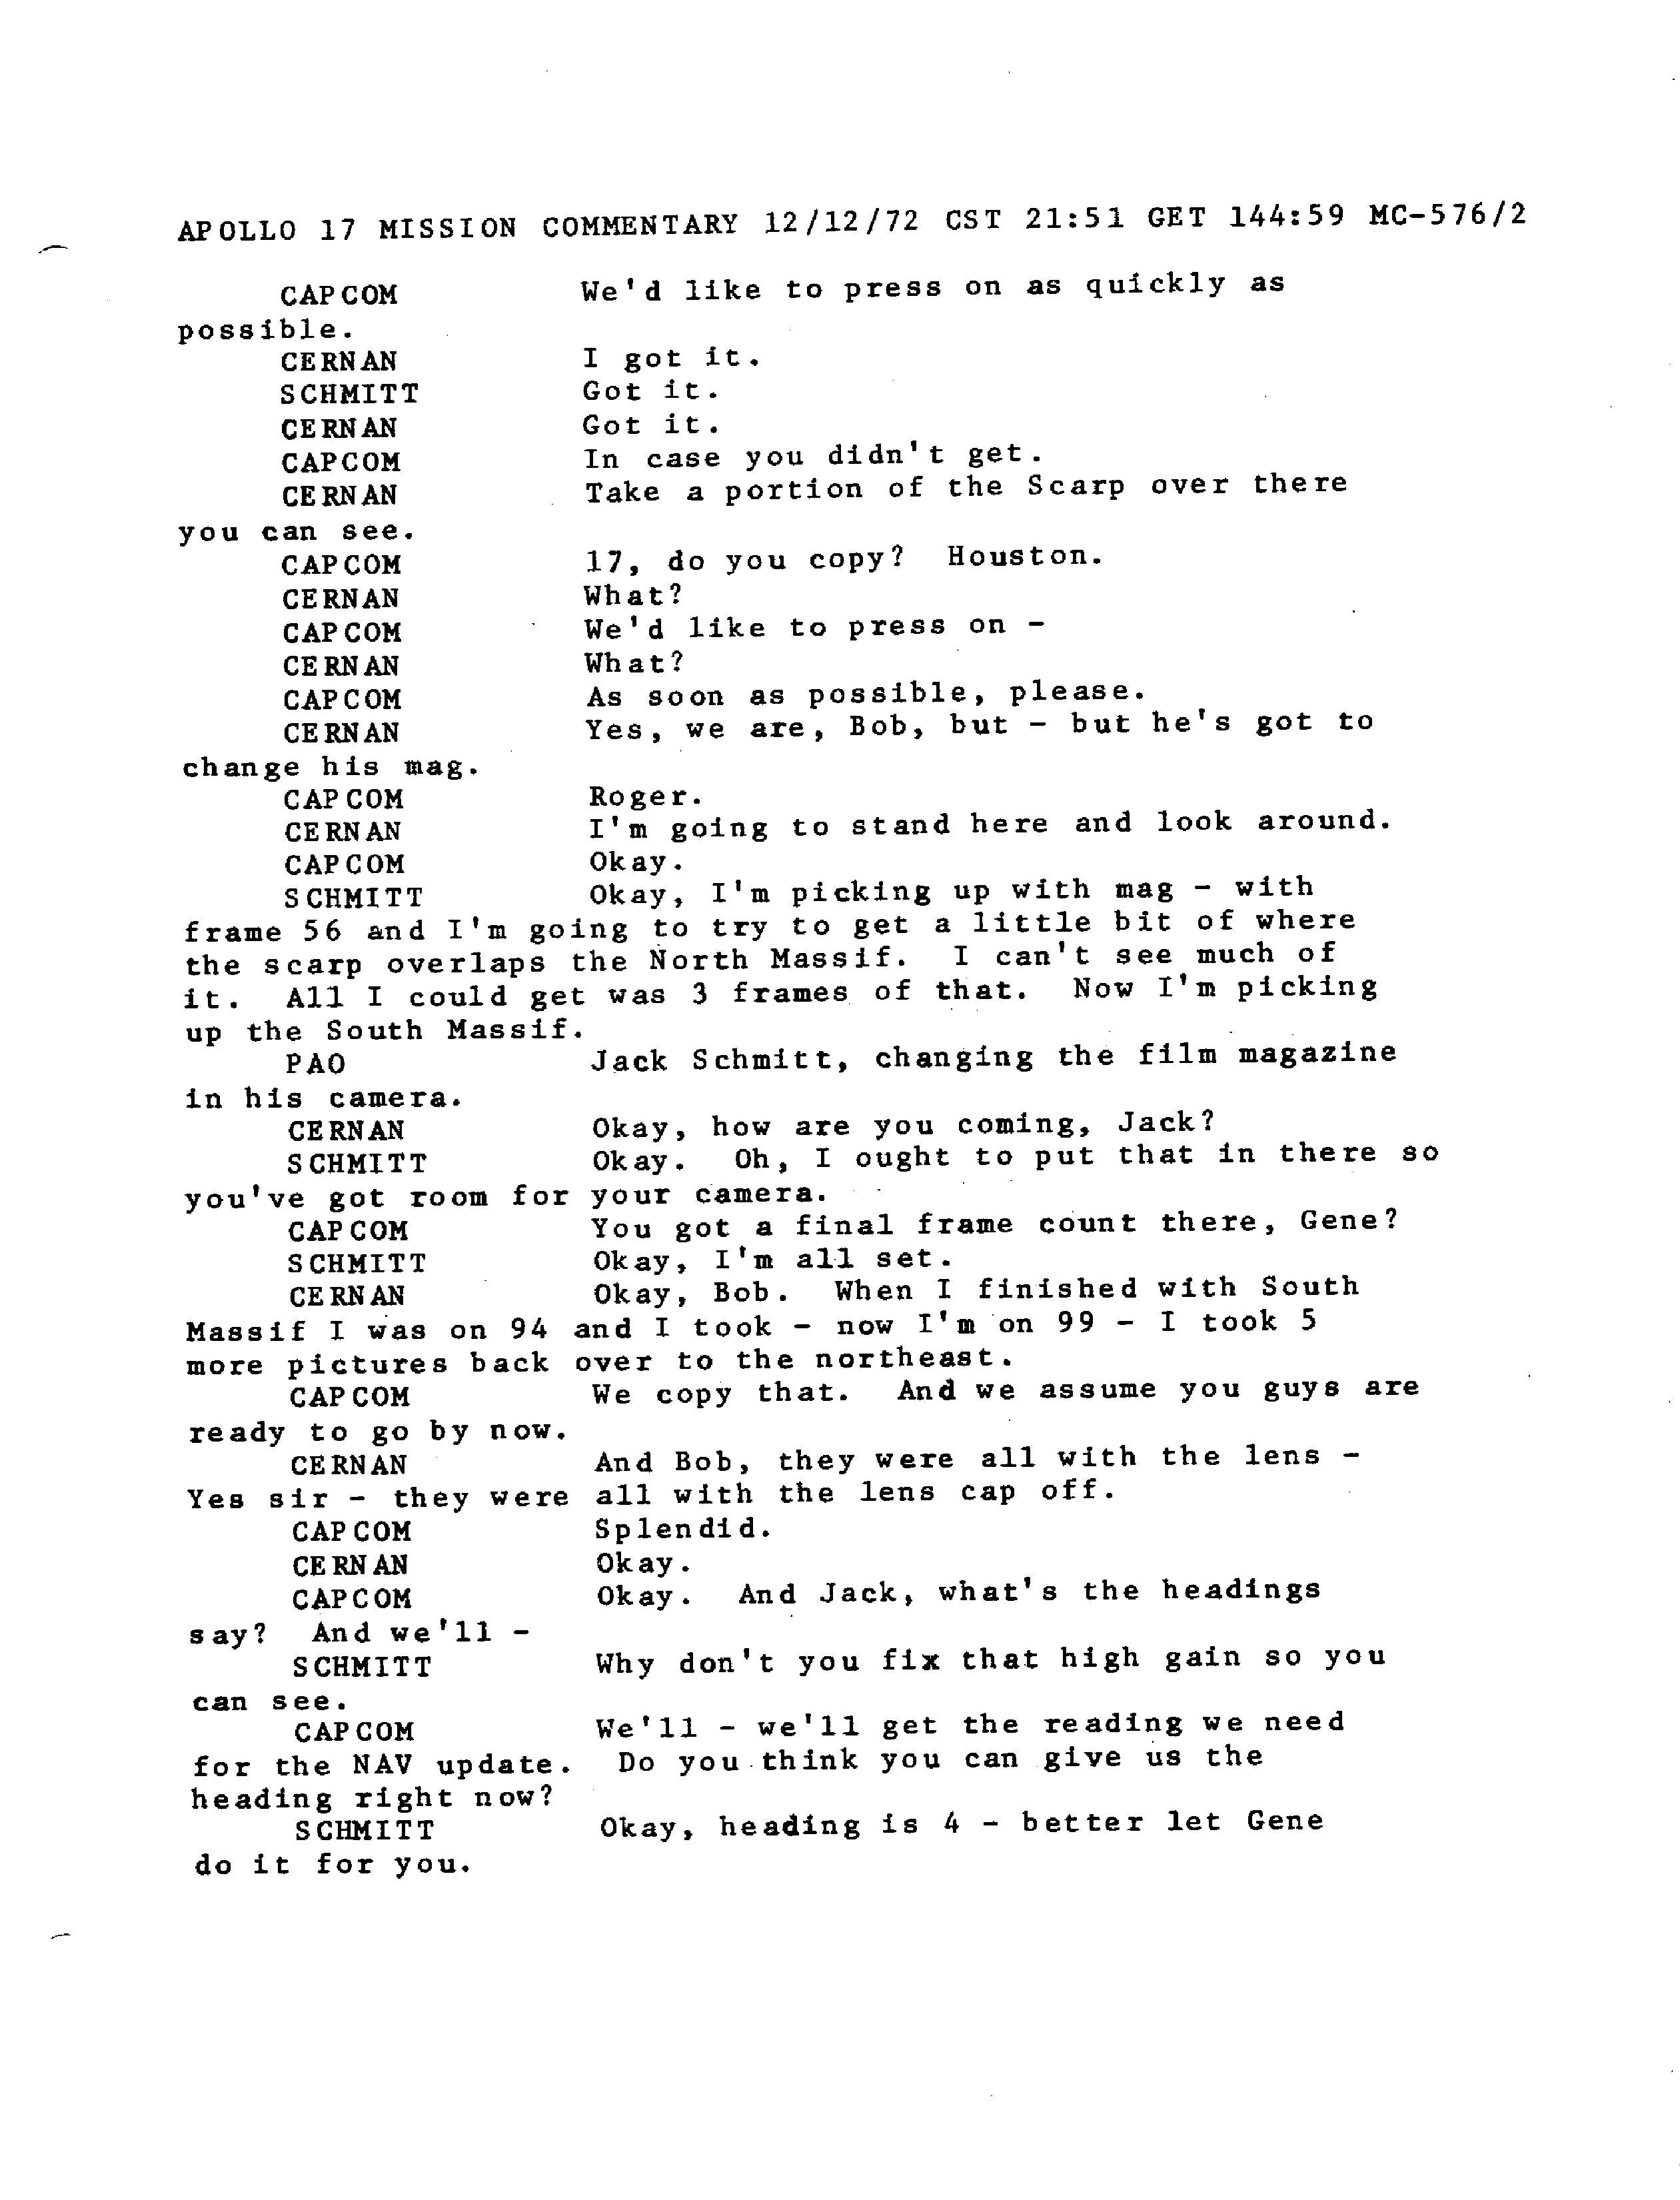 APOLLO 17 MISSION COMMENTARY 12/12/72 CST 21:51 GET 144:59 MC-576/2
CAPCOM We'd like to press on as quickly as
possible.
CERNAN I got it.
SCHMITT Got it.
CERNAN Got it.
CAPCOM In case you didn't get.
CERNAN Take a portion of the Scarp over there
you can see.
CAPCOM 17, do you copy? Houston.
CERNAN What?
CAPCOM We'd like to press on -
CERNAN What?
CAPCOM As soon as possible, please.
CERNAN Yes, we are, Bob, but - but he's got to
change his mag.
CAPCOM Roger.
CERNAN I'm going to stand here and look around.
CAPCOM Okay.
SCHMITT Okay, I'm picking up with mag - with
frame 56 and I'm going to try to get a little bit of where
the scarp overlaps the North Massif. I can't see much of
it. All I could get was 3 frames of that. Now I'm picking
up the South Massif.
PAO Jack Schmitt, changing the film magazine
in his camera.
CERNAN Okay, how are you coming, Jack?
SCHMITT Okay. Oh, I ought to put that in there so
you've got room for your camera.
CAPCOM You got a final frame count there, Gene?
SCHMITT Okay, I'm all set.
CERNAN Okay, Bob. When I finished with South
Massif I was on 94 and I took - now I'm on 99 - I took 5
more pictures back over to the northeast.
CAPCOM We copy that. And we assume you guys are
ready to go by now.
CERNAN And Bob, they were all with the lens -
Yes sir - they were all with the lens cap off.
CAPCOM Splendid.
CERNAN Okay.
CAPCOM Okay. And Jack, what's the headings
say? And we'll -
SCHMITT Why don't you fix that high gain so you
can see.
CAPCOM We'll - we'll get the reading we need
for the NAV update. Do you think you can give us the
heading right now?
SCHMITT Okay, heading is 4 - better let Gene
do it for you.